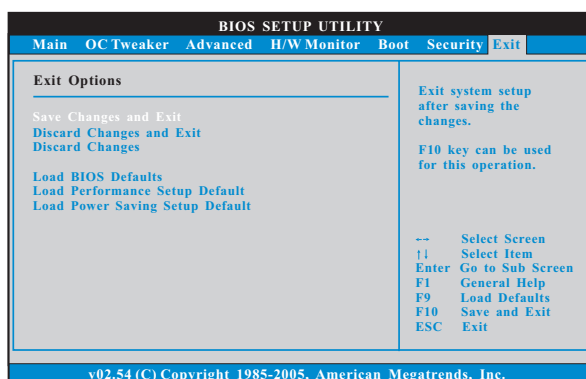 BIOS SETUP UTILITY
Main OC Tweaker Advanced H/W Monitor Boot Security Exit
Exit Options
Save Changes and Exit
Discard Changes and Exit
Discard Changes
Load BIOS Defaults
Load Performance Setup Default
Load Power Saving Setup Default
Exit system setup
after saving the
changes.
F10 key can be used
for this operation.
←→ Select Screen
↑↓ Select Item
Enter Go to Sub Screen
F1 General Help
F9 Load Defaults
F10 Save and Exit
ESC Exit
v02.54 (C) Copyright 1985-2005, American Megatrends, Inc.